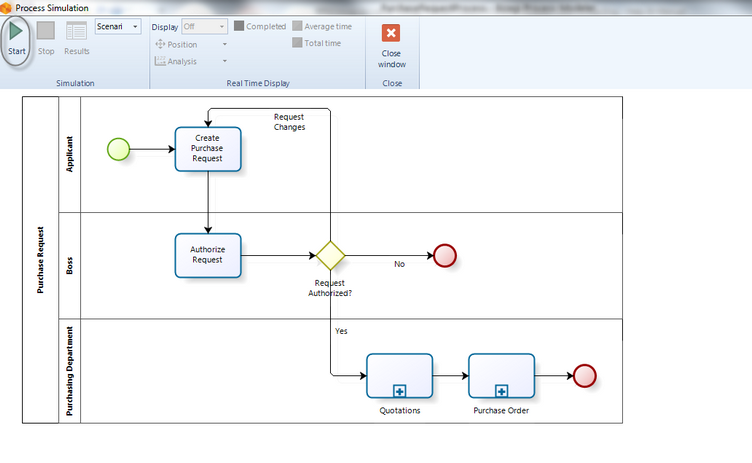 Process Simulation
Start
Stop
Results
Scenari
Display
Off
Position
Analysis
Completed
Average time
Total time
Close
window
Simulation
Real Time Display
Close
Purchase Request
Applicant
Create
Purchase
Request
Request
Changes
Boss
Authorize
Request
Request
Authorized?
No
Purchasing Department
Yes
Quotations
Purchase Order